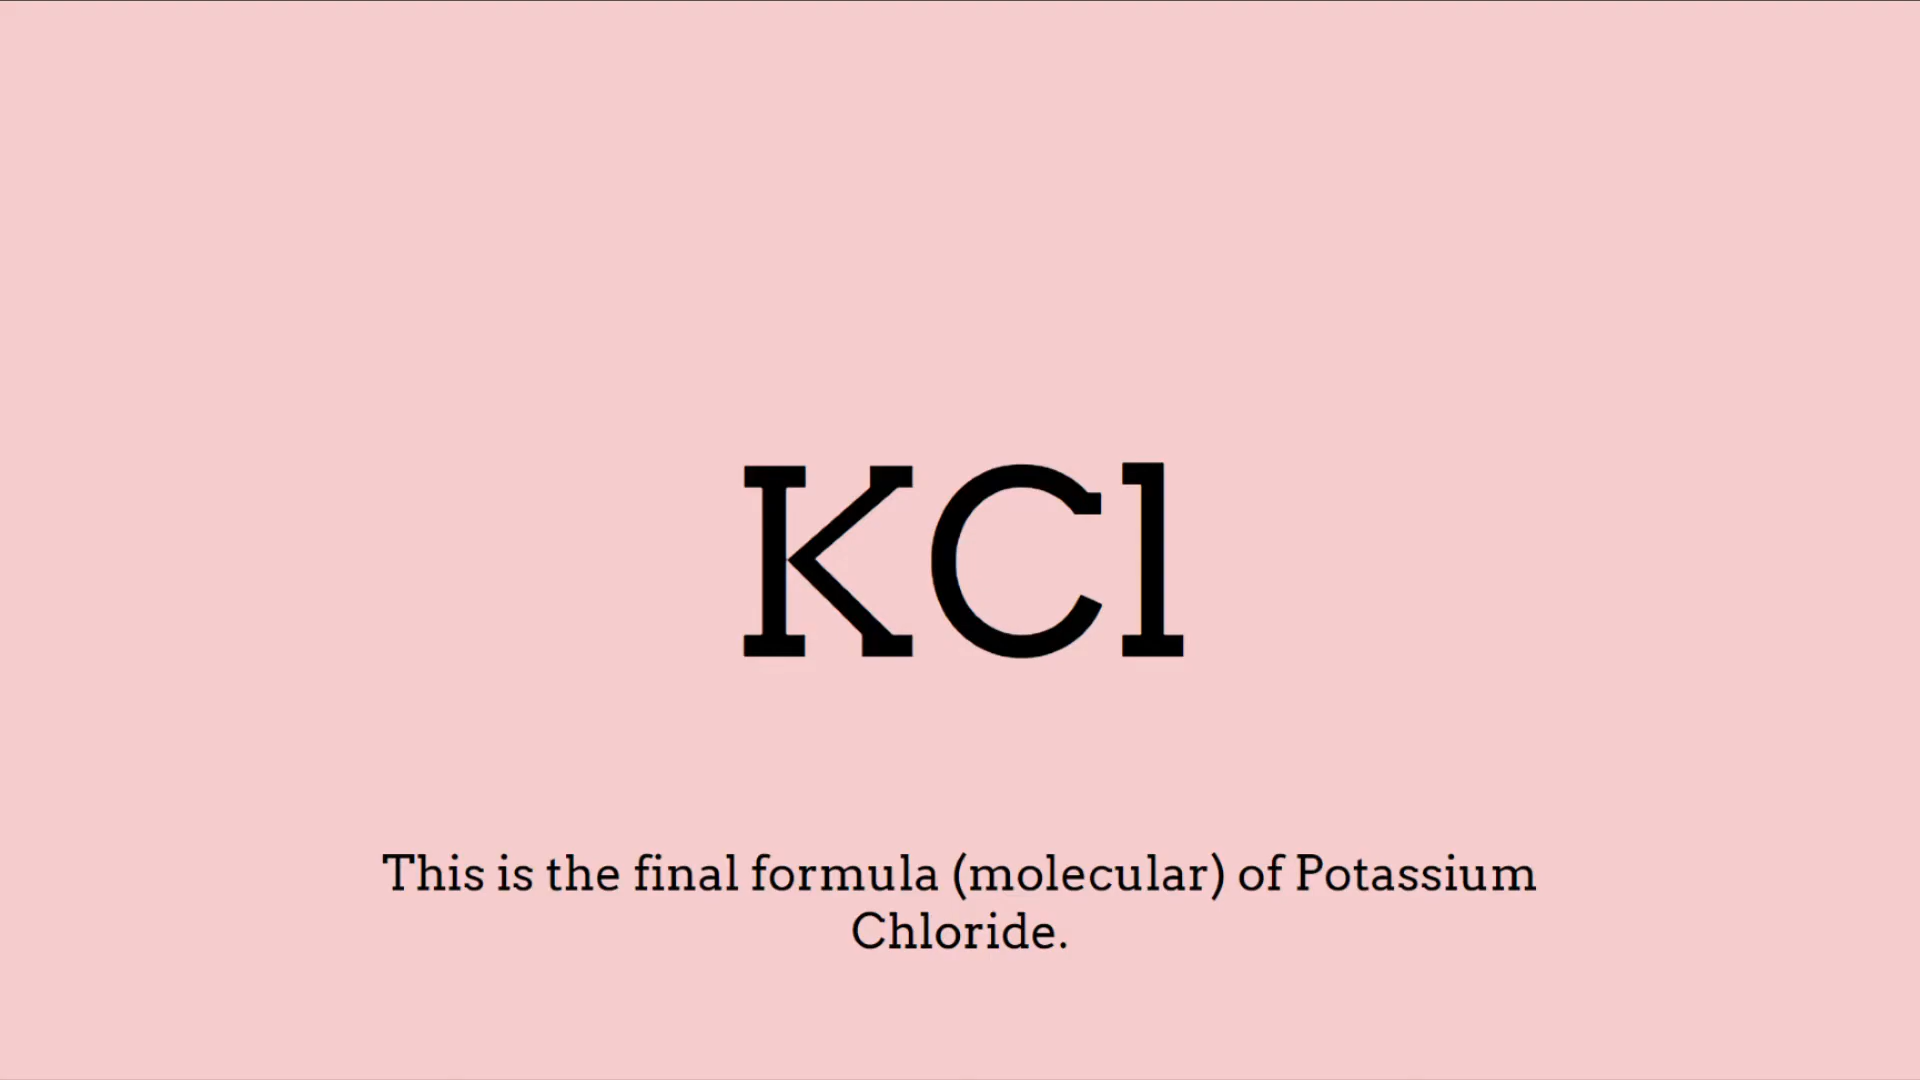 KCl
This is the final formula (molecular) of Potassium
Chloride.